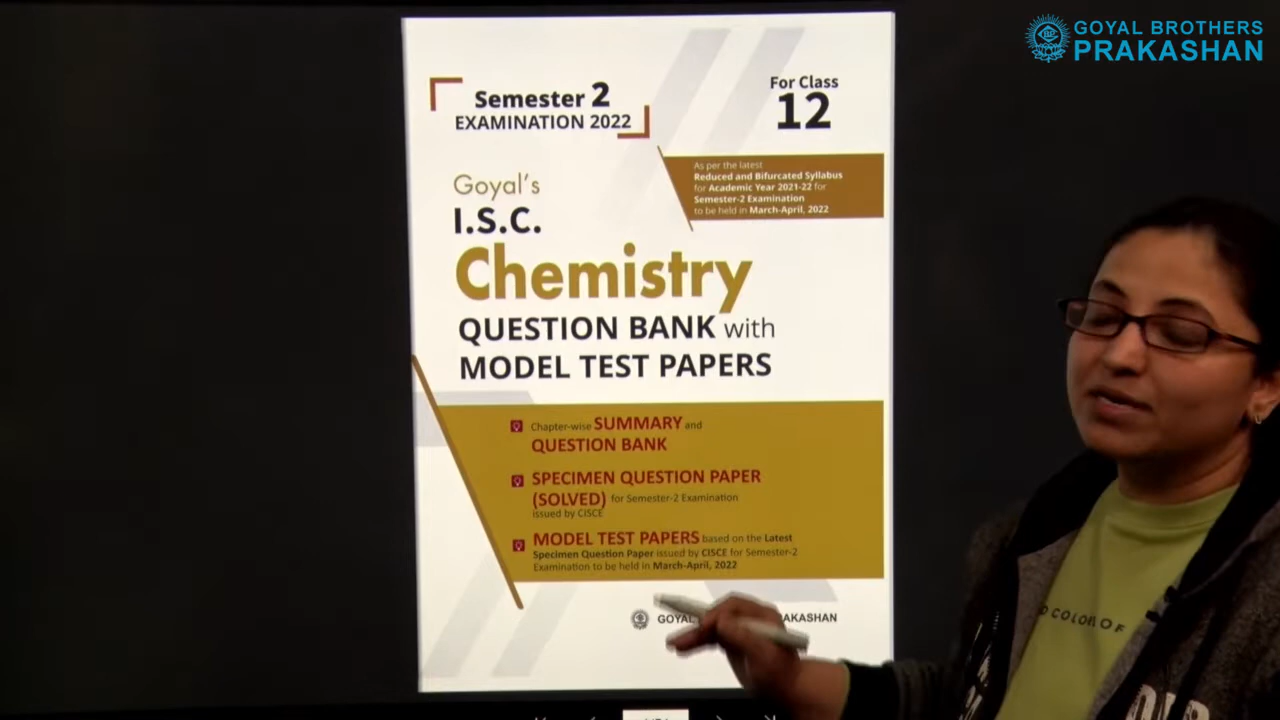 GOYAL BROTHERS
PRAKASHAN
Semester 2
EXAMINATION 2022
For Class
12
As per the latest
Reduced and Bifurcated Syllabus
for Academic Year 2021-22 for
Semester-2 Examination
to be held in March-April, 2022
Goyal's
I.S.C.
Chemistry
QUESTION BANK with
MODEL TEST PAPERS
Chapter-wise SUMMARY and
QUESTION BANK
SPECIMEN QUESTION PAPER
(SOLVED) for Semester-2 Examination
issued by CISCE
MODEL TEST PAPERS based on the Latest
Specimen Question Paper issued by CISCE for Semester-2
Examination to be held in March-April, 2022
GOYAL PRAKASHAN
COLOR OF